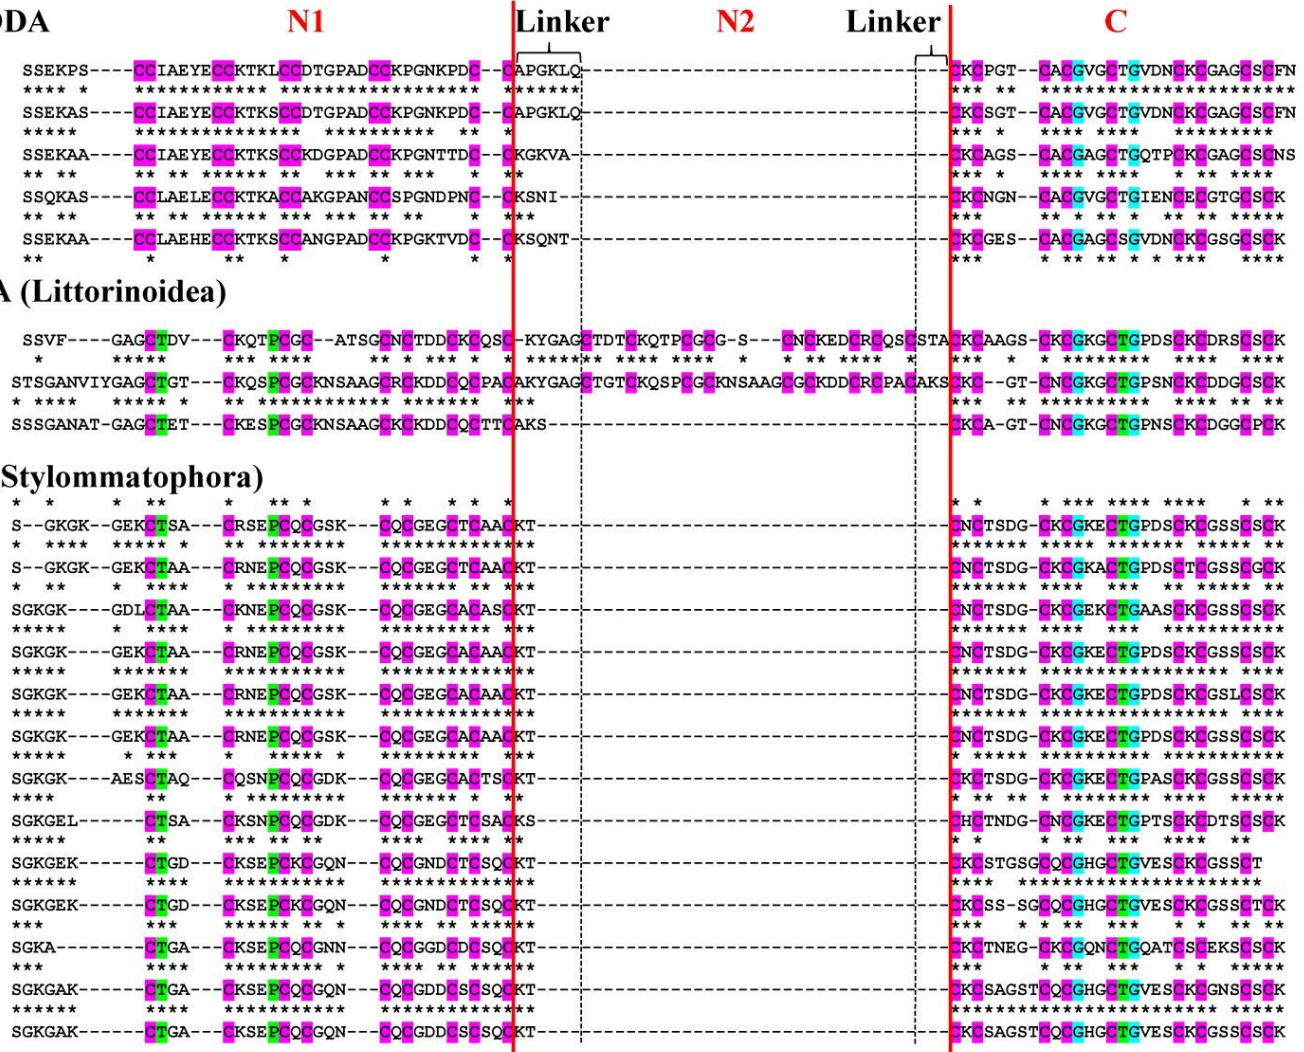 DDA N1 Linker N2 Linker C
SSEKPS----CCIAEYECCKTKLCCDTGPADCCKPGNKPDC--CAPGKLQ---------------------------------CKCPGT--CACGVGCTGVDNCKCGAGCSCFN
**** * ****************************** * ****** *** ** ***********************
SSEKAS----CCIAEYECCKTKSCCDTGPADCCKPGNKPDC--CAPGKLQ---------------------------------CKCSGT--CACGVGCTGVDNCKCGAGCSCFN
***** *************** ********** ** * *** * **** **** *********
SSEKAA----CCIAEYECCKTKSCCKDGPADCCKPGNTTDC--CKGKVA----------------------------------CKCAGS--CACGAGCTGQTPCKCGAGCSCNS
** ** ** *** ****** ** **** ** *** * ** *** * *** **** * *** ** ****
SSQKAS----CCLAELECCKTKACCAKGPANCCSPGNDPNC--CKSNI-----------------------------------CKCNGN--CACGVGCTGIENCECGTGCSCK
** ** *** ** ****** ** *** ** ** * ** *** ** * ** * * *** ** ****
SSEKAA----CCLAEHECCKTKSCCANGPADCCKPGKTVDC--CKSQNT----------------------------------CKCGES--CACGAGCSGVDNCKCGSGCSCK
** * ** * * * * *** * ** ** * * *** ****
A (Littorinoidea)
SSVF----GAGCTDV---CKQTPCGC--ATSGCNCTDDCKCQSC-KYGAGCTDTCKQTPCGCG-S---CNCKEDCRCQSCSTACKCAAGS-CKCGKGCTGPDSCKCDRSCSCK
STSGANVIYGAGCTGT---CKQSPCGCKNSAAGCRCKDDCQCPACAKYGAGCTGTCKQSPCGCKNSAAGCGCKDDCRCPACAKSCKC--GT-CNCGKGCTGPSNCKCDDGCSCK
SSSGANAT-GAGCTET---CKESPCGCKNSAAGCKCKDDCQCTTCAKS-----------------------------------CKCA-GT-CNCGKGCTGPNSCKCDGGCPCK
Stylommatophora)
S--GKGK--GEKCTSA---CRSEPCQCGSK---CQCGEGCTCAACKT------------------------------------CNCTSDG-CKCGKECTGPDSCKCGSSCSCK
S--GKGK--GEKCTAA---CRNEPCQCGSK---CQCGEGCTCAACKT------------------------------------CNCTSDG-CKCGKACTGPDSCTCGSSCGCK
SGKGK----GDLCTAA---CKNEPCQCGSK---CQCGEGCACASCKT------------------------------------CNCTSDG-CKCGEKCTGAASCKCGSSCSCK
SGKGK----GEKCTAA---CRNEPCQCGSK---CQCGEGCACAACKT------------------------------------CNCTSDG-CKCGKECTGPDSCKCGSSCSCK
SGKGK----GEKCTAA---CRNEPCQCGSK---CQCGEGCACAACKT------------------------------------CNCTSDG-CKCGKECTGPDSCKCGSLCSCK
SGKGK----GEKCTAA---CRNEPCQCGSK---CQCGEGCACAACKT------------------------------------CNCTSDG-CKCGKECTGPDSCKCGSSCSCK
SGKGK----AESCTAQ---CQSNPCQCGDK---CQCGEGCACTSCKT------------------------------------CKCTSDG-CKCGKECTGPASCKCGSSCSCK
SGKGEL------CTSA---CKSNPCQCGDK---CQCGEGCTCSACKS------------------------------------CHCTNDG-CNCGKECTGPTSCKCDTSCSCK
SGKGEK------CTGD---CKSEPCKCGQN---CQCGNDCTCSQCKT------------------------------------CKCSTGSGCQCGHGCTGVESCKCGSSCT
SGKGEK------CTGD---CKSEPCKCGQN---CQCGNDCTCSQCKT------------------------------------CKCSS-SGCQCGHGCTGVESCKCGSSCTCK
SGKA--------CTGA---CKSEPCQCGNN---CQCGGDCDCSQCKT------------------------------------CKCTNEG-CKCGQNCTGQATCSCEKSCSCK
SGKGAK------CTGA---CKSEPCQCGQN---CQCGDDCSCSQCKT------------------------------------CKCSAGSTCQCGHGCTGVESCKCGNSCSCK
SGKGAK------CTGA---CKSEPCQCGQN---CQCGDDCSCSQCKT------------------------------------CKCSAGSTCQCGHGCTGVESCKCGSSCSCK